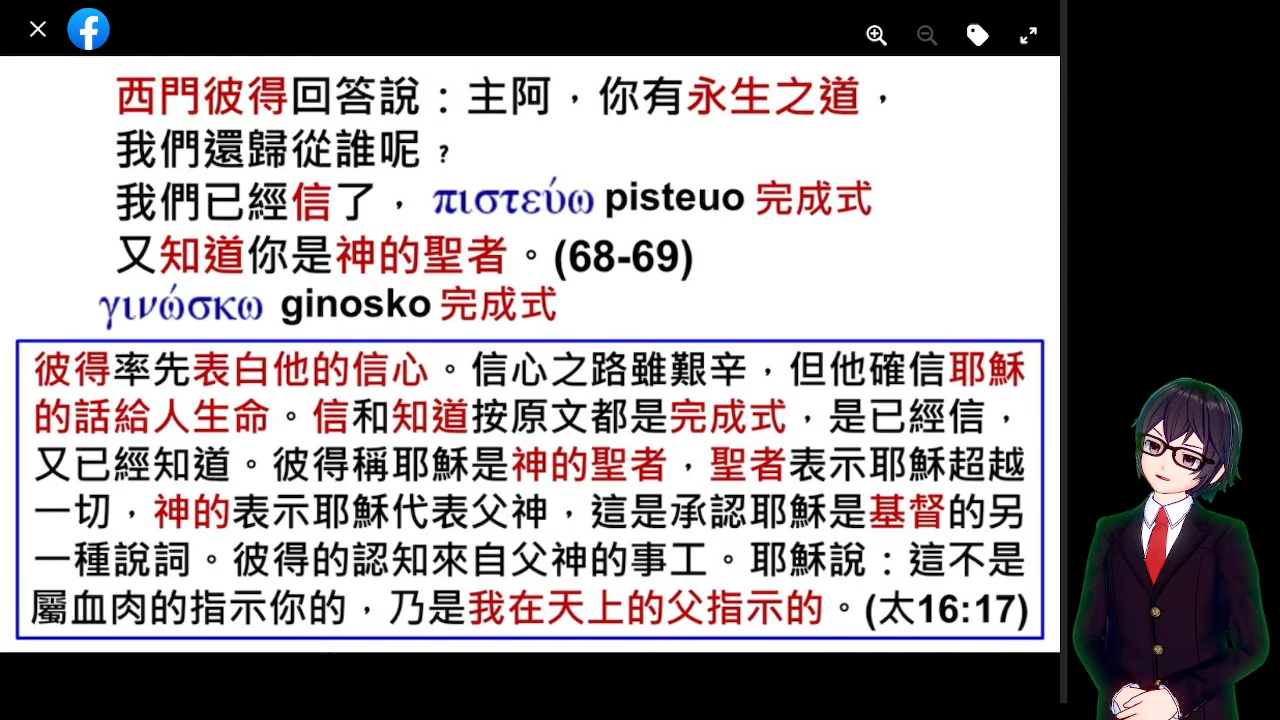 西門彼得回答說：主阿，你有永生之道，
我們還歸從誰呢﹖
我們已經信了， πιστεύω pisteuo 完成式
又知道你是神的聖者。(68-69)
γινώσκω ginosko 完成式
彼得率先表白他的信心。信心之路雖艱辛，但他確信耶穌
的話給人生命。信和知道按原文都是完成式，是已經信，
又已經知道。彼得稱耶穌是神的聖者，聖者表示耶穌超越
一切，神的表示耶穌代表父神，這是承認耶穌是基督的另
一種說詞。彼得的認知來自父神的事工。耶穌說：這不是
屬血肉的指示你的，乃是我在天上的父指示的。(太16:17)